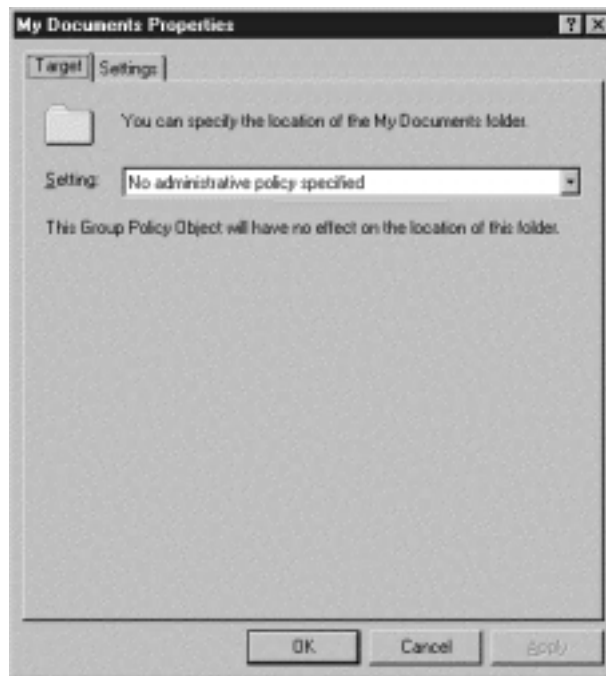 My Documents Properties
Target Settings
You can specify the location of the My Documents folder.
Setting: No administrative policy specified
This Group Policy Object will have no effect on the location of this folder.
OK Cancel Apply